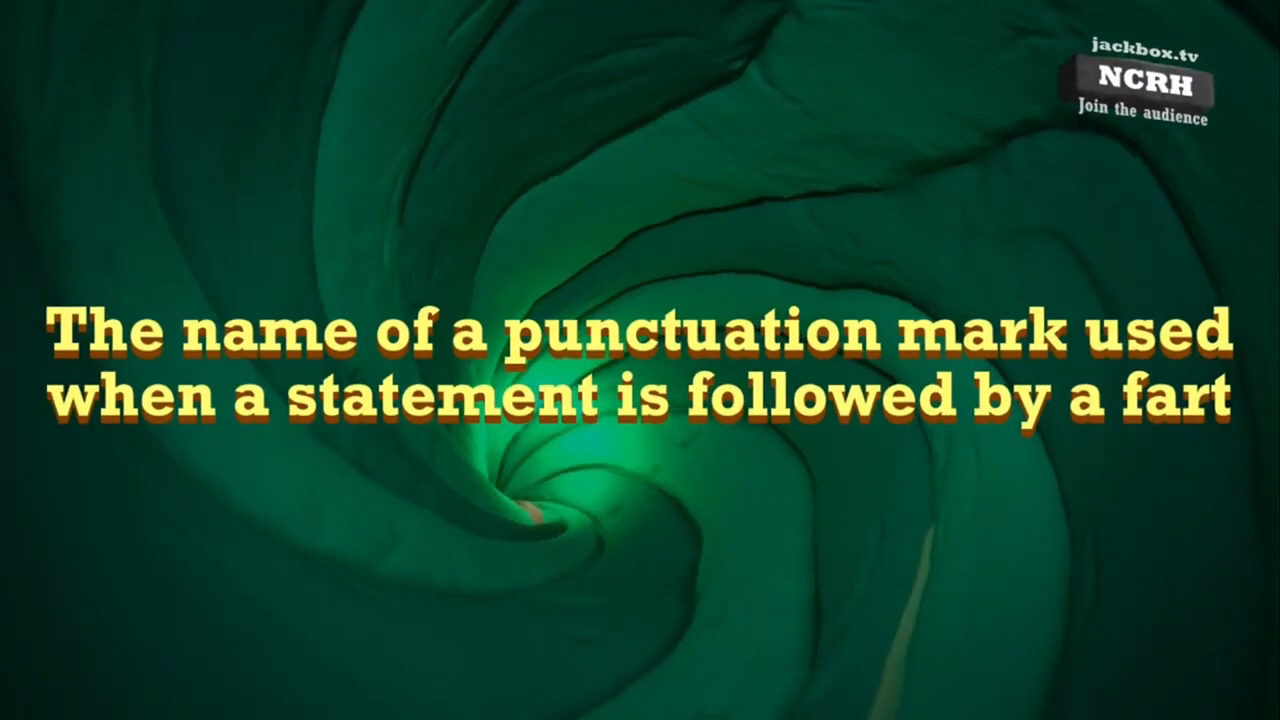 jackbox.tv
NCRH
Join the audience
The name of a punctuation mark used
when a statement is followed by a fart